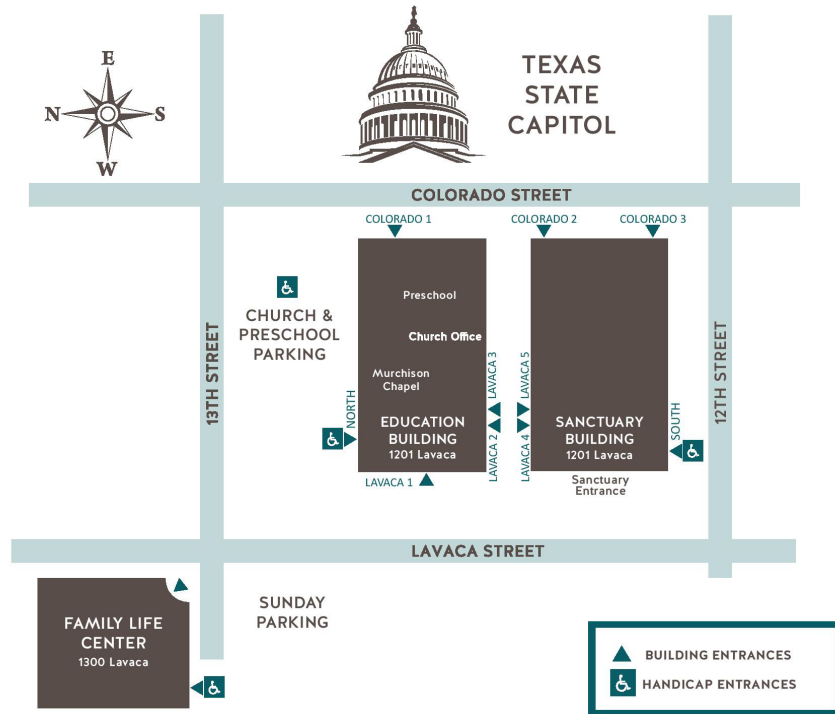 E
N
S
W
TEXAS
STATE
CAPITOL
COLORADO STREET
COLORADO 1
COLORADO 2
COLORADO 3
13TH STREET
12TH STREET
CHURCH &
PRESCHOOL
PARKING
Preschool
Church Office
Murchison
Chapel
EDUCATION
BUILDING
1201 Lavaca
NORTH
LAVACA 1
LAVACA 3
LAVACA 2
LAVACA 5
LAVACA 4
SANCTUARY
BUILDING
1201 Lavaca
SOUTH
Sanctuary
Entrance
LAVACA STREET
FAMILY LIFE
CENTER
1300 Lavaca
SUNDAY
PARKING
BUILDING ENTRANCES
HANDICAP ENTRANCES